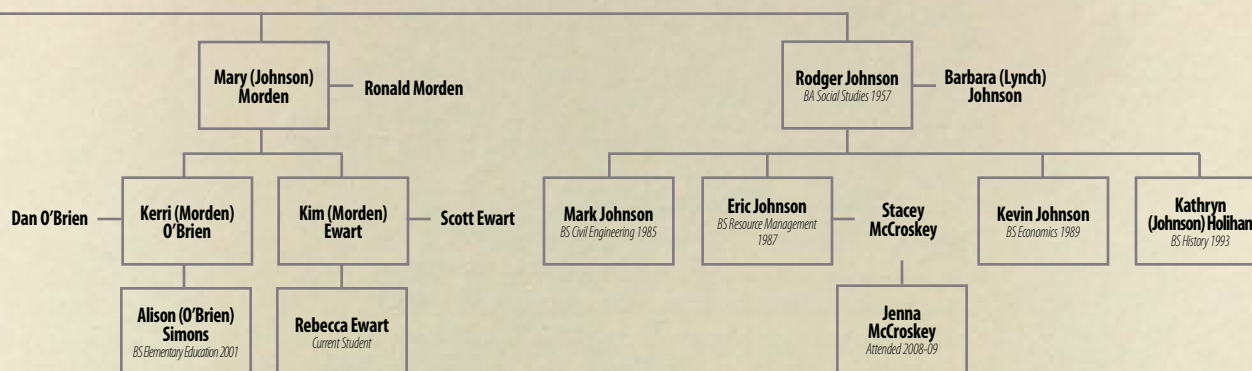 Mary (Johnson)
Morden
Ronald Morden
Rodger Johnson
BA Social Studies 1957
Barbara (Lynch)
Johnson
Dan O’Brien
Kerri (Morden)
O’Brien
Kim (Morden)
Ewart
Scott Ewart
Mark Johnson
BS Civil Engineering 1985
Eric Johnson
BS Resource Management
1987
Stacey
McCroskey
Kevin Johnson
BS Economics 1989
Kathryn
(Johnson) Holihan
BS History 1993
Alison (O’Brien)
Simons
BS Elementary Education 2001
Rebecca Ewart
Current Student
Jenna
McCroskey
Attended 2008-09